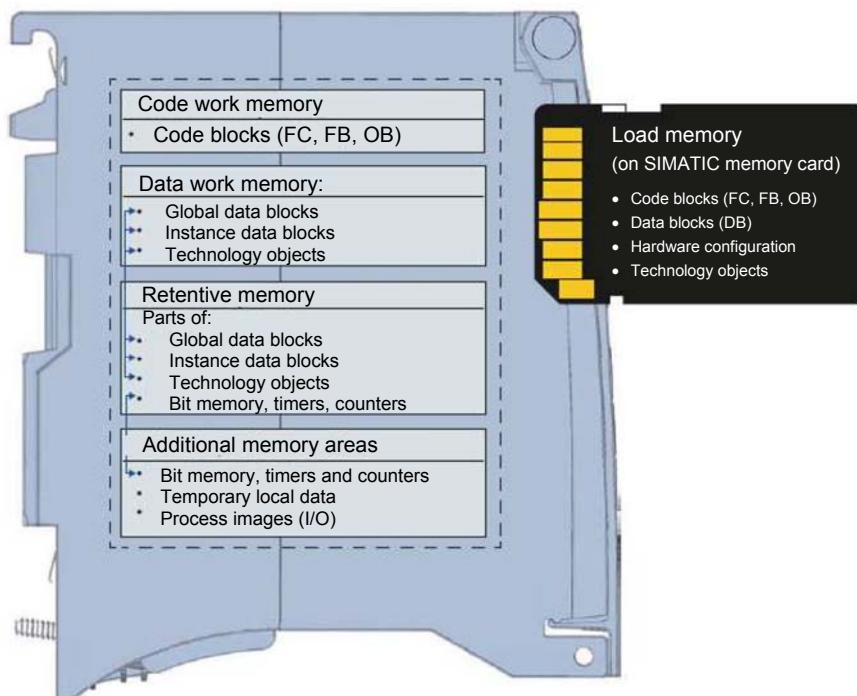 Code work memory
• Code blocks (FC, FB, OB)
Data work memory:
• Global data blocks
• Instance data blocks
• Technology objects
Retentive memory
Parts of:
• Global data blocks
• Instance data blocks
• Technology objects
• Bit memory, timers, counters
Additional memory areas
• Bit memory, timers and counters
• Temporary local data
• Process images (I/O)
Load memory
(on SIMATIC memory card)
• Code blocks (FC, FB, OB)
• Data blocks (DB)
• Hardware configuration
• Technology objects